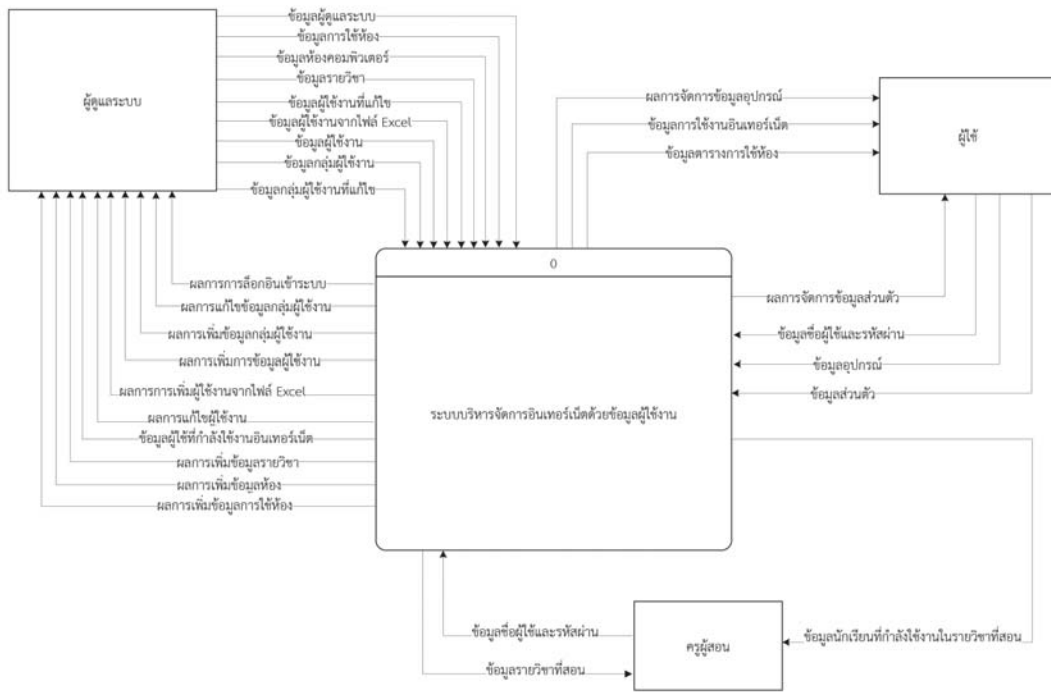 ผู้ดูแลระบบ
ข้อมูลผู้ดูแลระบบ
ข้อมูลการใช้ห้อง
ข้อมูลห้องคอมพิวเตอร์
ข้อมูลรายวิชา
ข้อมูลผู้ใช้งานที่แก้ไข
ข้อมูลผู้ใช้งานจากไฟล์ Excel
ข้อมูลผู้ใช้งาน
ข้อมูลกลุ่มผู้ใช้งาน
ข้อมูลกลุ่มผู้ใช้งานที่แก้ไข
ผลการจัดการข้อมูลอุปกรณ์
ข้อมูลการใช้งานอินเทอร์เน็ต
ข้อมูลตารางการใช้ห้อง
ผู้ใช้
ผลการการล็อกอินเข้าระบบ
ผลการแก้ไขข้อมูลกลุ่มผู้ใช้งาน
ผลการเพิ่มข้อมูลกลุ่มผู้ใช้งาน
ผลการเพิ่มการข้อมูลผู้ใช้งาน
ผลการการเพิ่มผู้ใช้งานจากไฟล์ Excel
ผลการแก้ไขผู้ใช้งาน
ข้อมูลผู้ใช้ที่กำลังใช้งานอินเทอร์เน็ต
ผลการเพิ่มข้อมูลรายวิชา
ผลการเพิ่มข้อมูลห้อง
ผลการเพิ่มข้อมูลการใช้ห้อง
0
ระบบบริหารจัดการอินเทอร์เน็ตด้วยข้อมูลผู้ใช้งาน
ผลการจัดการข้อมูลส่วนตัว
ข้อมูลชื่อผู้ใช้และรหัสผ่าน
ข้อมูลอุปกรณ์
ข้อมูลส่วนตัว
ข้อมูลชื่อผู้ใช้และรหัสผ่าน
ข้อมูลรายวิชาที่สอน
ครูผู้สอน
ข้อมูลนักเรียนที่กำลังใช้งานในรายวิชาที่สอน